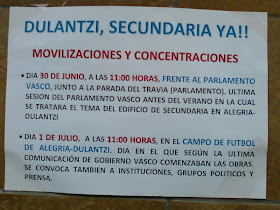 DULANTZI, SECUNDARIA YA!!
MOVILIZACIONES Y CONCENTRACIONES
• DIA 30 DE JUNIO, A LAS 11:00 HORAS, FRENTE AL PARLAMENTO
VASCO, JUNTO A LA PARADA DEL TRAVIA (PARLAMENTO). ULTIMA
SESION DEL PARLAMENTO VASCO ANTES DEL VERANO EN LA CUAL
SE TRATARA EL TEMA DEL EDIFICIO DE SECUNDARIA EN ALEGRIA-
DULANTZI
• DIA 1 DE JULIO, A LAS 11:00 HORAS, EN EL CAMPO DE FUTBOL
DE ALEGRIA-DULANTZI. DIA EN EL QUE SEGÚN LA ULTIMA
COMUNICACIÓN DE GOBIERNO VASCO COMENZABAN LAS OBRAS.
SE CONVOCA TAMBIEN A INSTITUCIONES, GRUPOS POLITICOS Y
PRENSA.